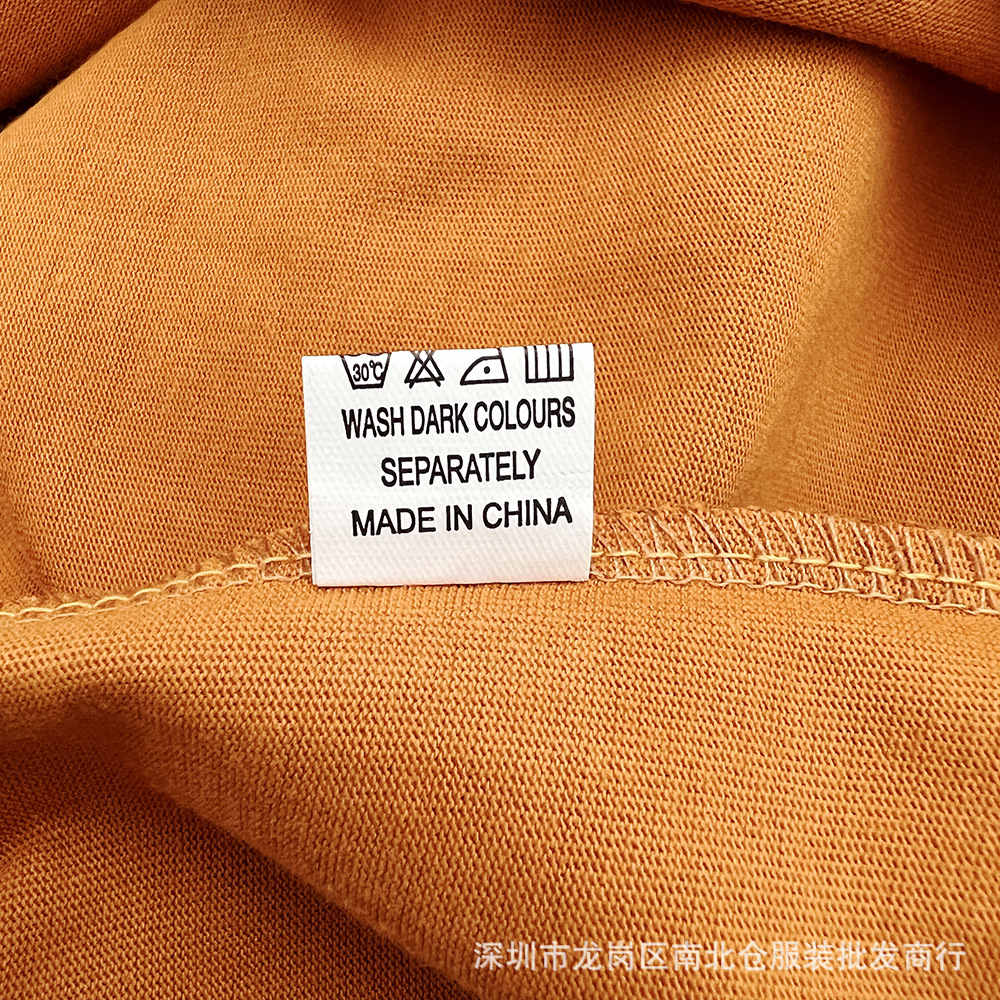 30℃
WASH DARK COLOURS
SEPARATELY
MADE IN CHINA
深圳市龙岗区南北仓服装批发商行